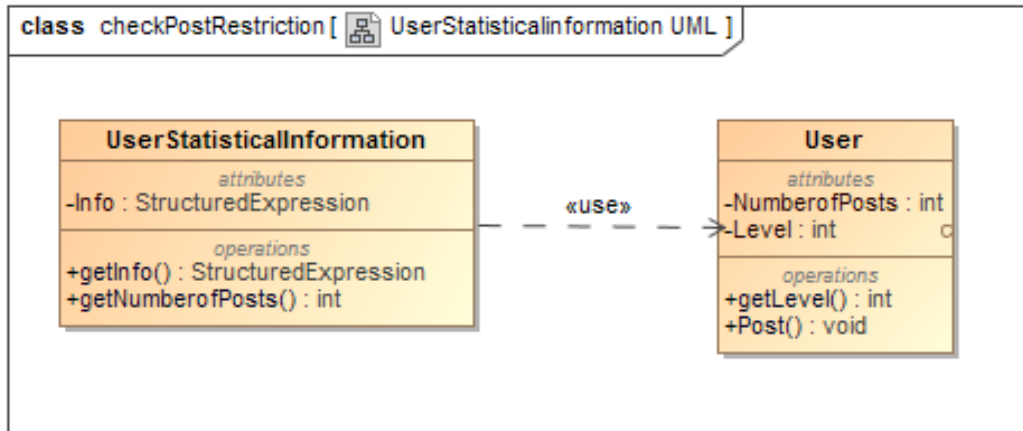 class checkPostRestriction [ UserStatisticalinformation UML ]
UserStatisticalInformation
attributes
-Info : StructuredExpression
operations
+getInfo() : StructuredExpression
+getNumberofPosts() : int
«use»
User
attributes
-NumberofPosts : int
-Level : int
operations
+getLevel() : int
+Post() : void